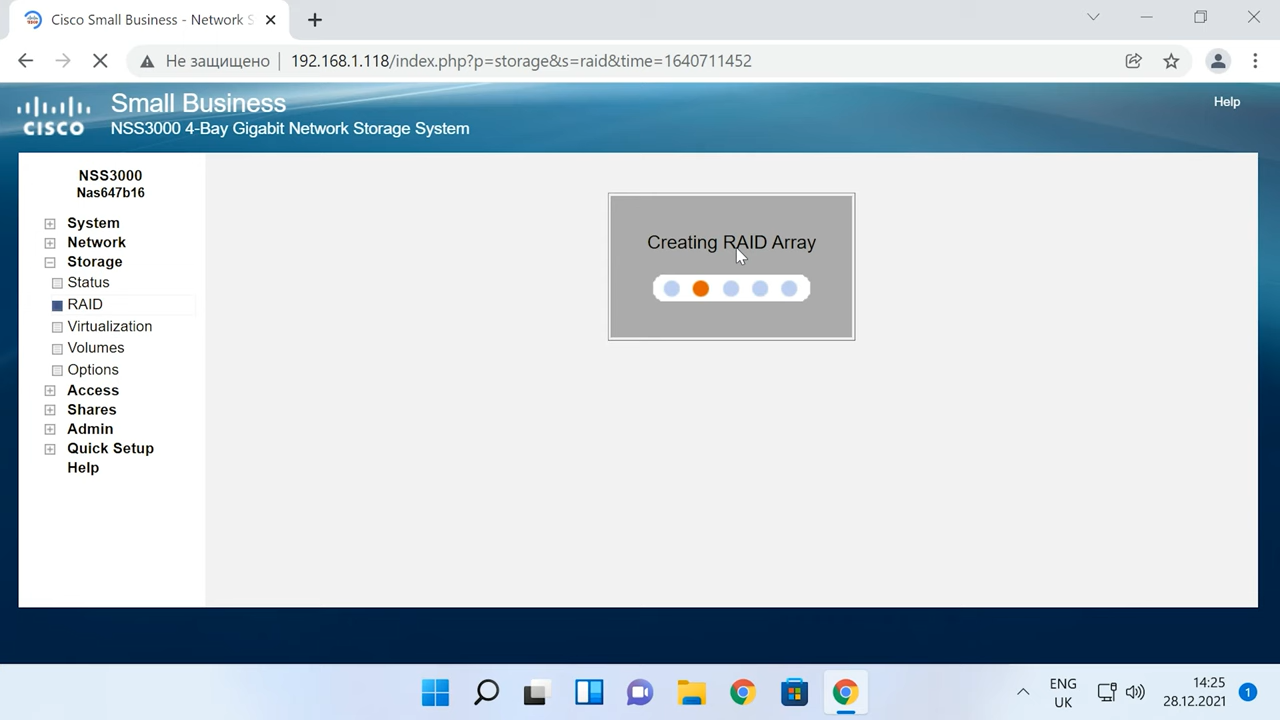 Cisco Small Business - Network S
Не защищено
192.168.1.118/index.php?p=storage&s=raid&time=1640711452
CISCO
Small Business
NSS3000 4-Bay Gigabit Network Storage System
Help
NSS3000
Nas647b16
System
Network
Storage
Status
RAID
Virtualization
Volumes
Options
Access
Shares
Admin
Quick Setup
Help
Creating RAID Array
ENG
UK
14:25
28.12.2021
1